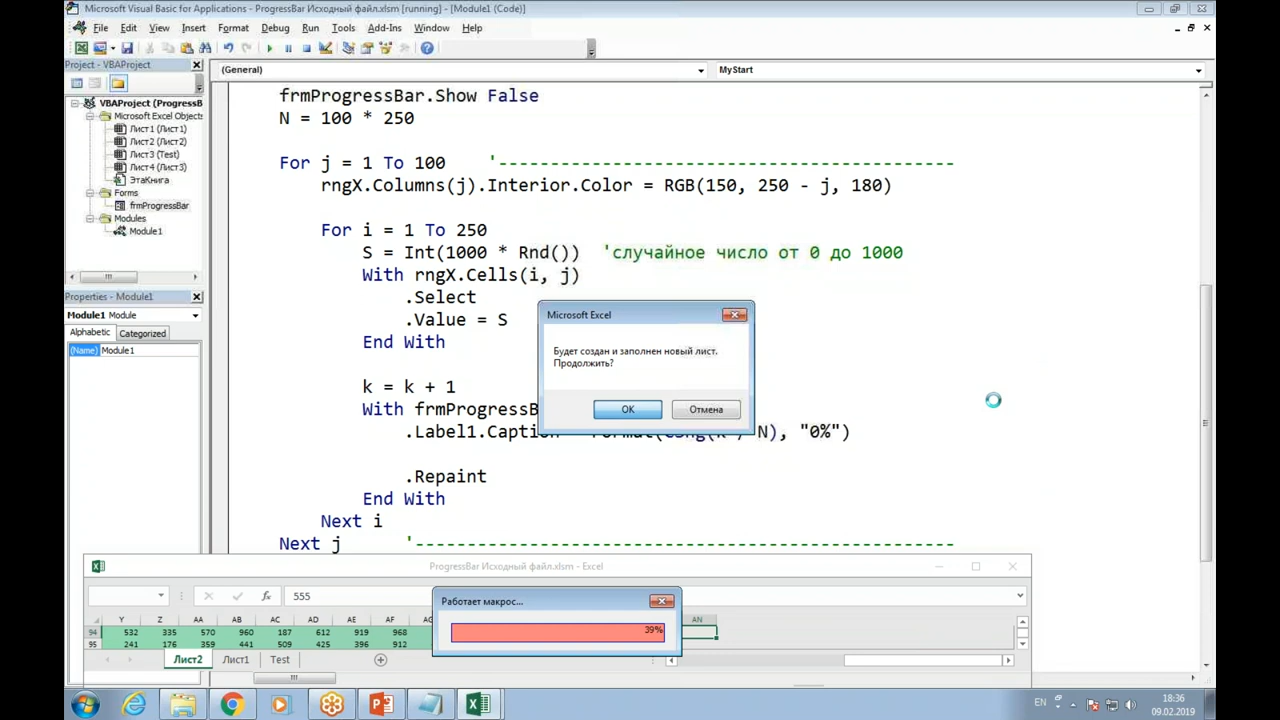 Microsoft Visual Basic for Applications - ProgressBar Исходный файл.xlsm [running] - [Module1 (Code)]
File Edit View Insert Format Debug Run Tools Add-Ins Window Help
Project - VBAProject
(General)
MyStart
VBAProject (ProgressB
Microsoft Excel Objects
Лист1 (Лист1)
Лист2 (Лист2)
Лист3 (Test)
Лист4 (Лист3)
ЭтаКнига
Forms
frmProgressBar
Modules
Module1
Properties - Module1
Module1 Module
Alphabetic Categorized
(Name) Module1
frmProgressBar.Show False
N = 100 * 250
For j = 1 To 100 '--------------------------------------------
rngX.Columns(j).Interior.Color = RGB(150, 250 - j, 180)
For i = 1 To 250
S = Int(1000 * Rnd()) 'случайное число от 0 до 1000
With rngX.Cells(i, j)
.Select
.Value = S
End With
k = k + 1
With frmProgressB
.Label1.Caption N), "0%")
.Repaint
End With
Next i
Next j '----------------------------------------------------
Microsoft Excel
Будет создан и заполнен новый лист.
Продолжить?
OK Отмена
ProgressBar Исходный файл.xlsm - Excel
fx 555
Y Z AA AB AC AD AE AF AN
94 532 335 570 960 187 612 919 968
95 241 176 359 441 509 425 396 912
Лист2 Лист1 Test
Работает макрос...
39%
EN
18:36
09.02.2019